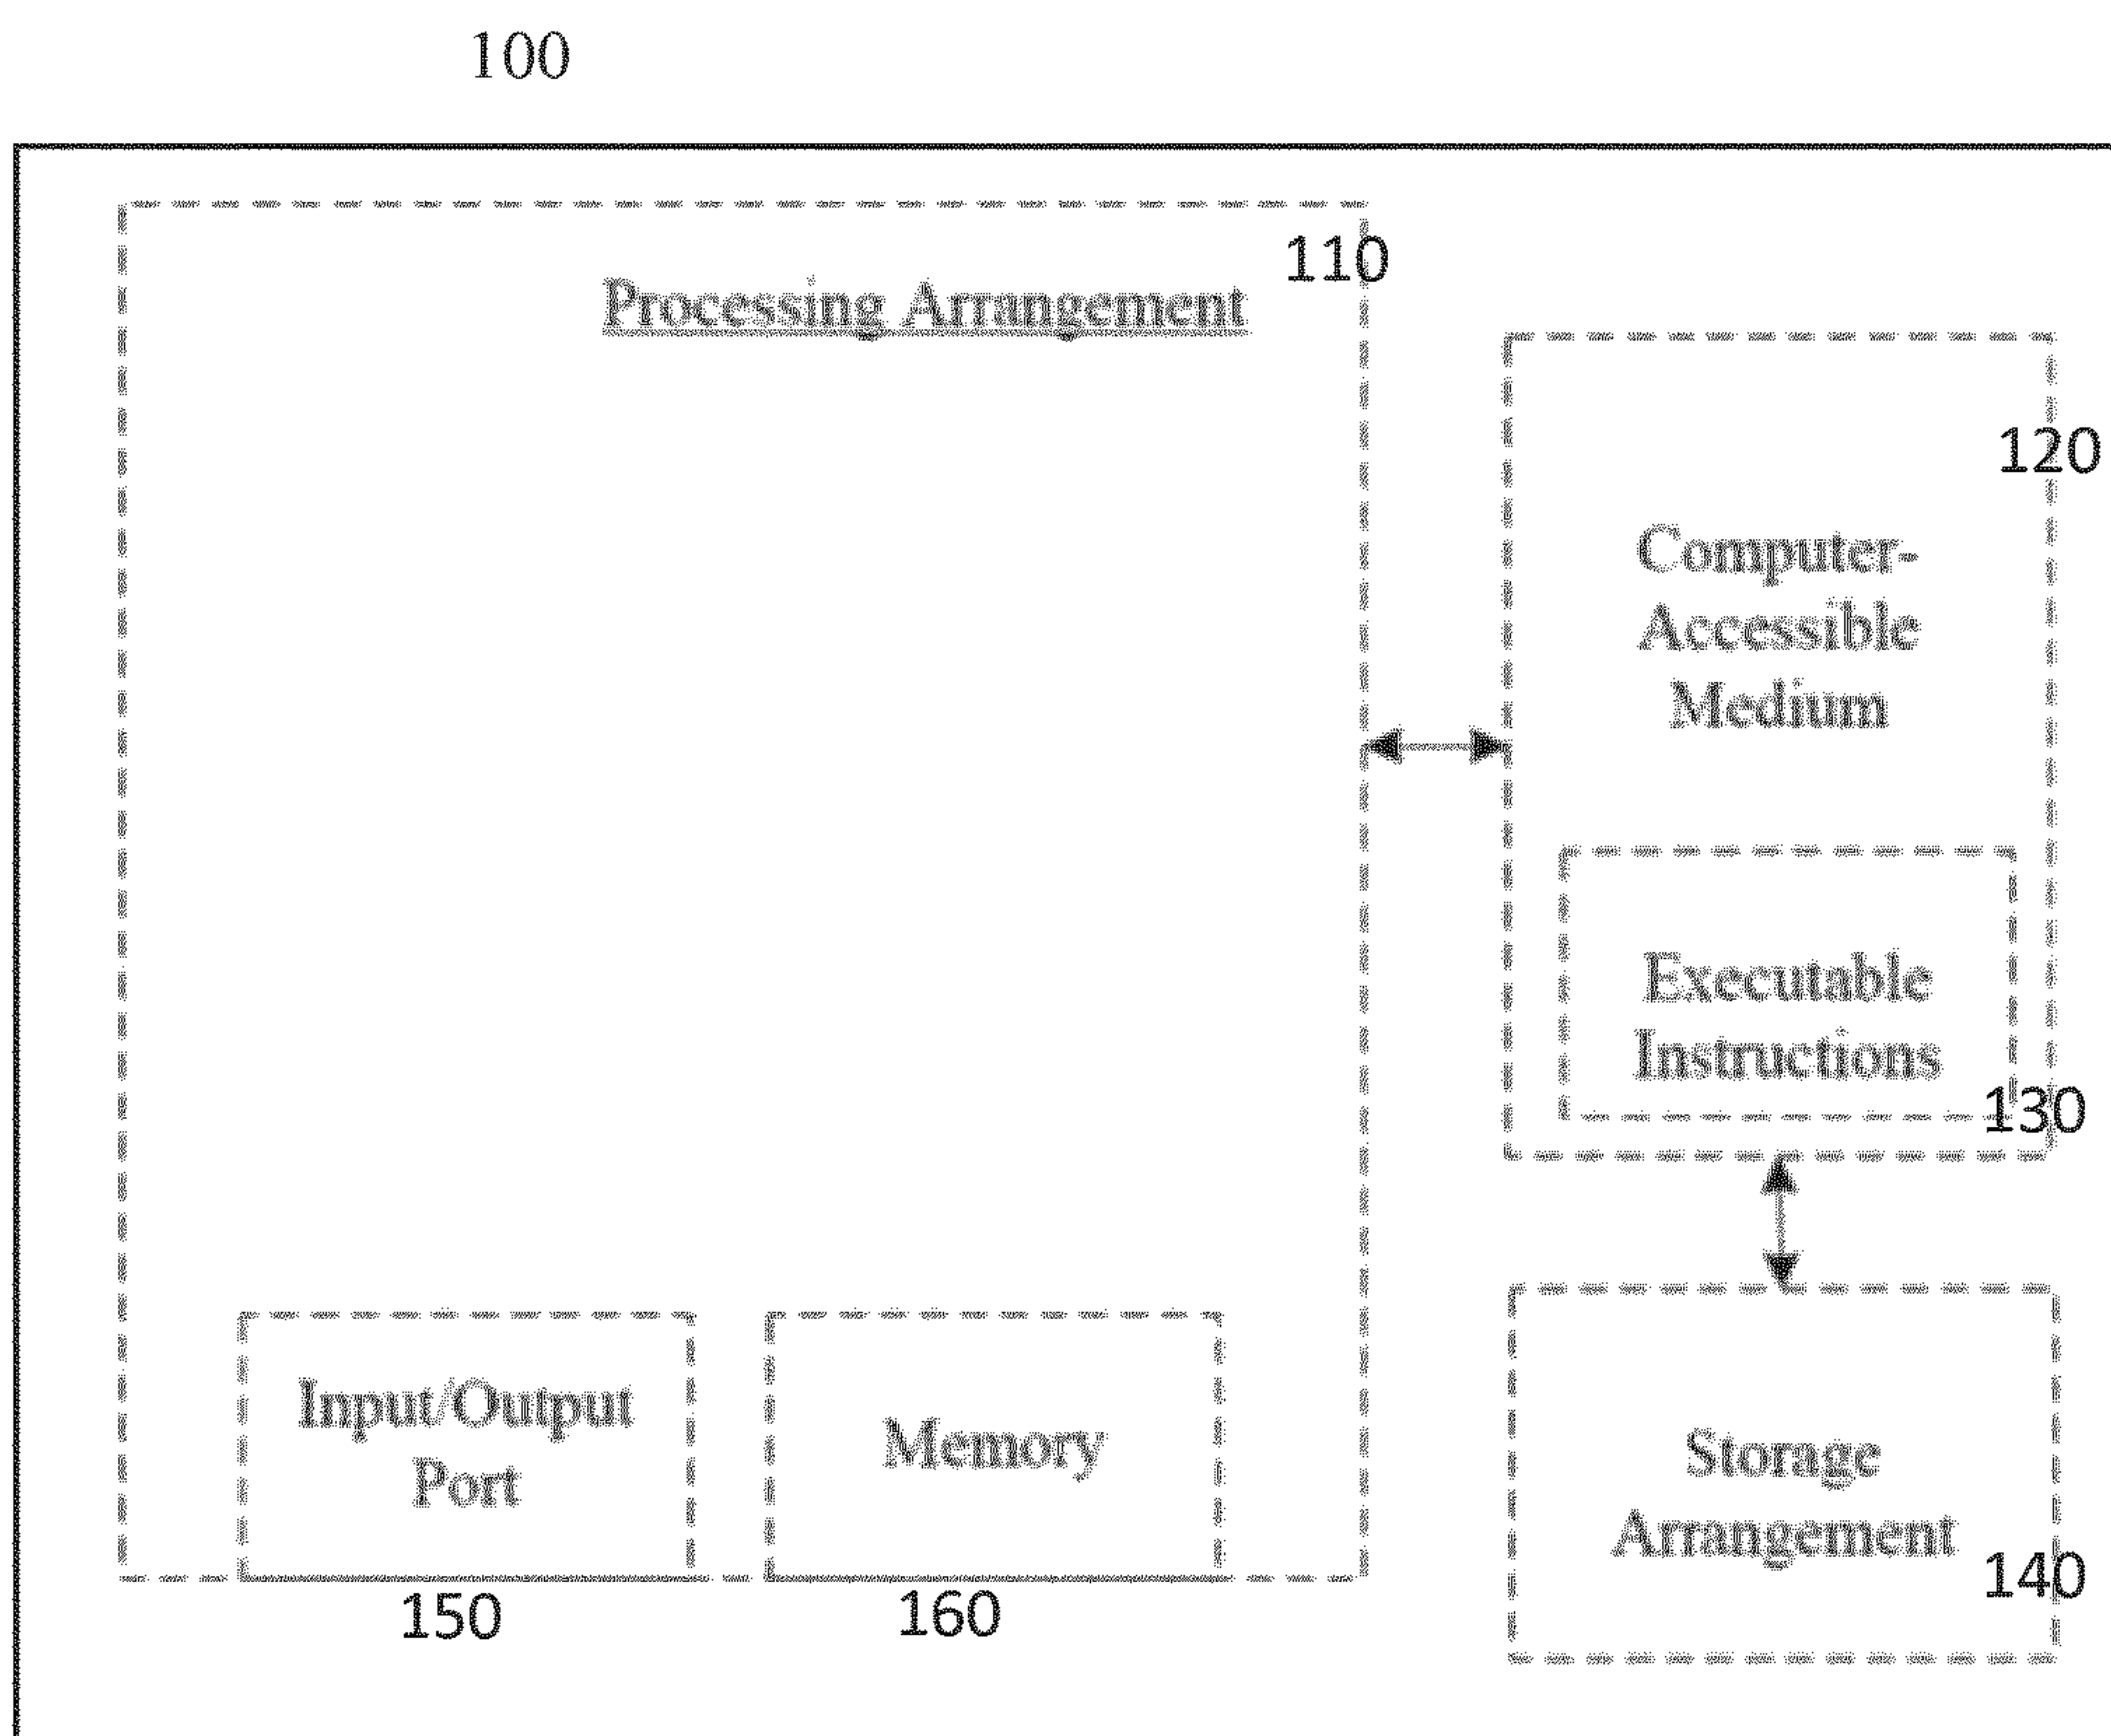 100
110
Processing Arrangement
120
Computer-
Accessible
Medium
Executable
Instructions
130
Input/Output
Port
Memory
Storage
Arrangement
140
150
160